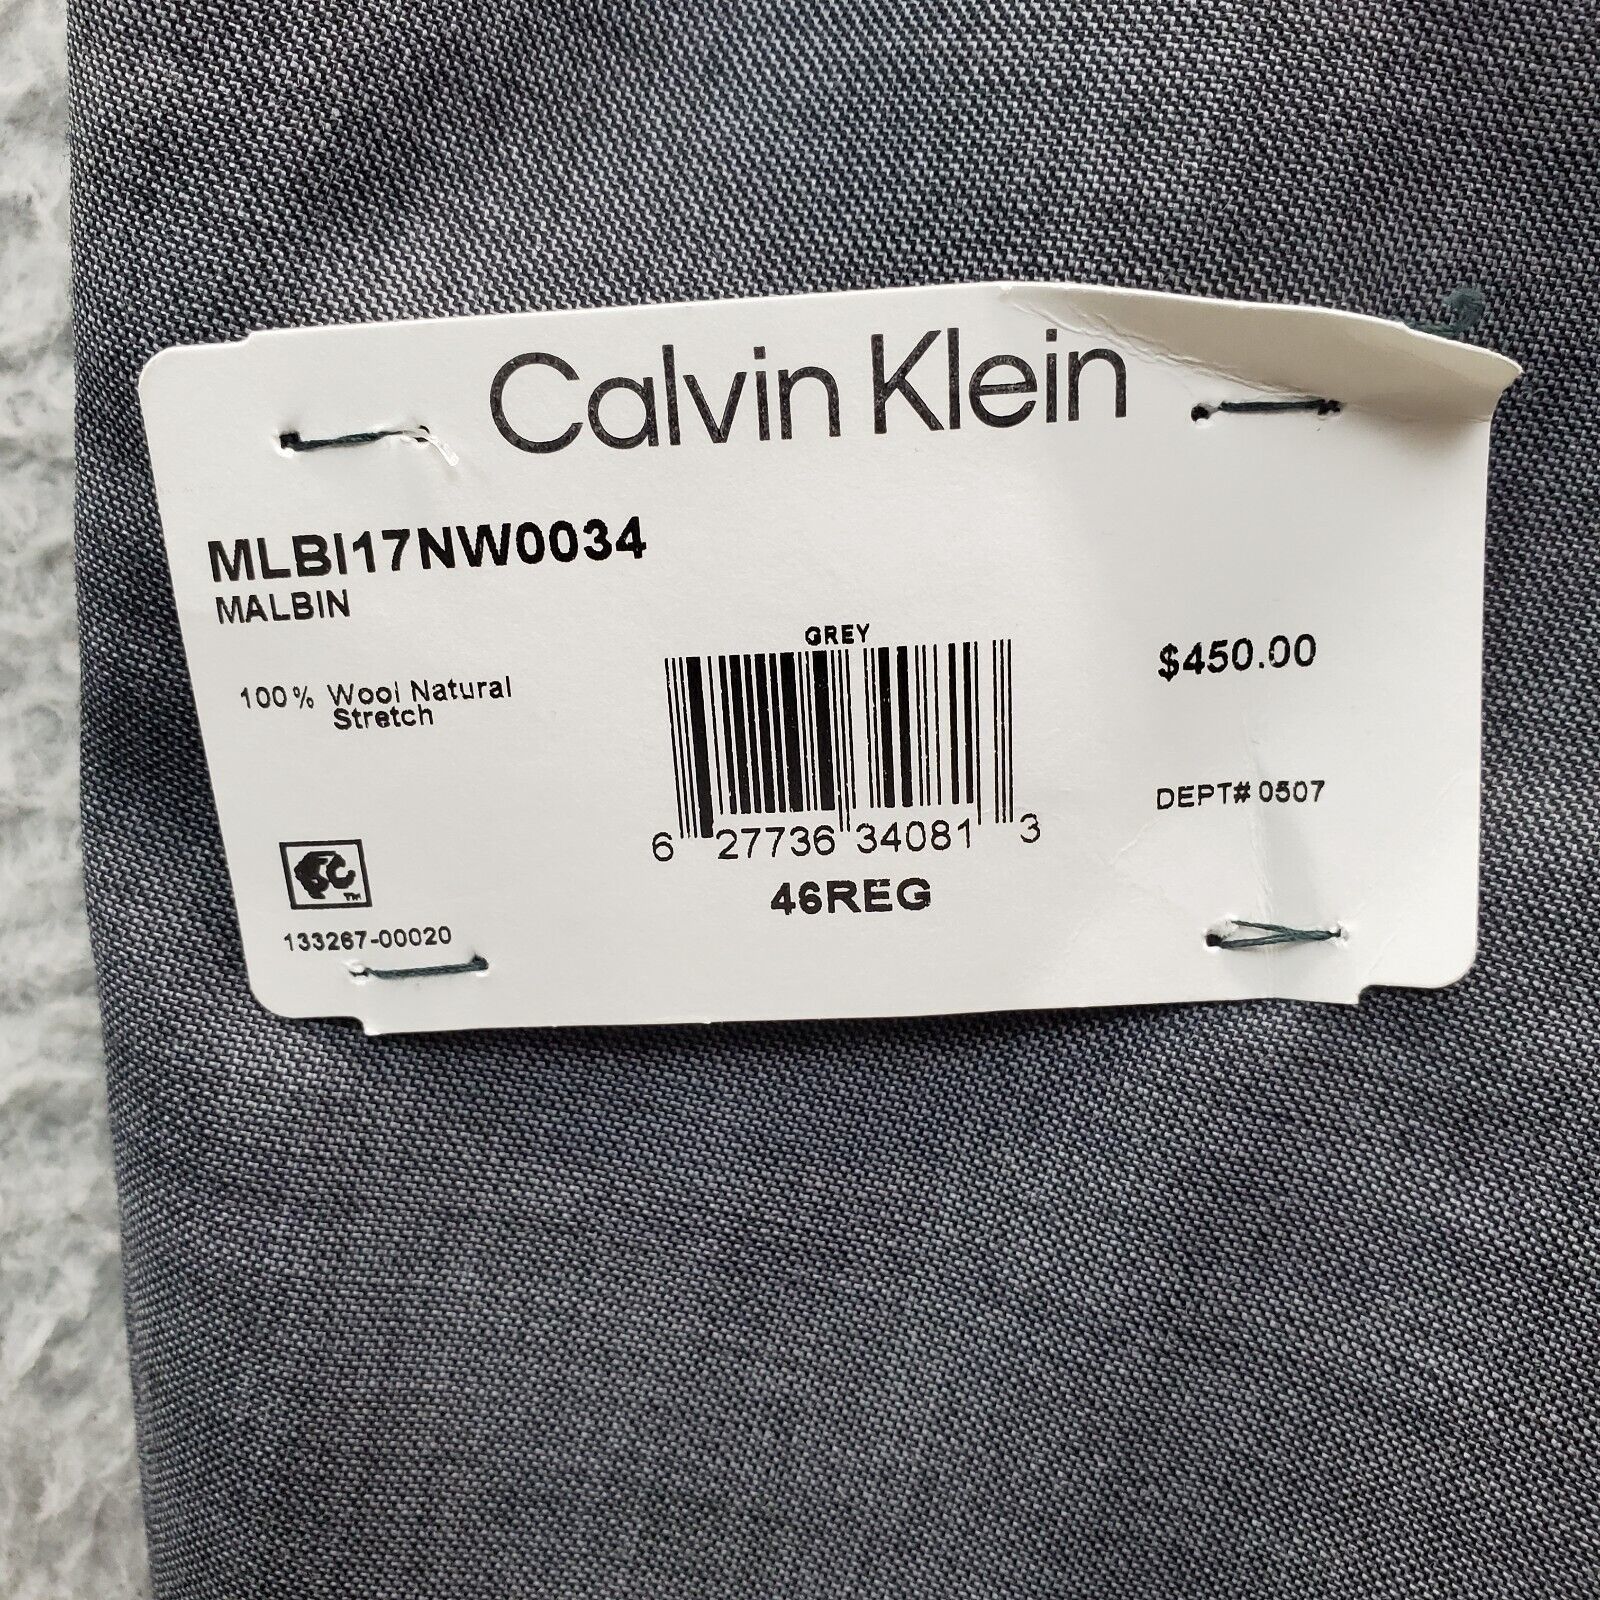 Calvin Klein
MLBI17NW0034
MALBIN
GREY
$450.00
100% Wool Natural
Stretch
DEPT# 0507
6 27736 34081 3
46REG
133267-00020